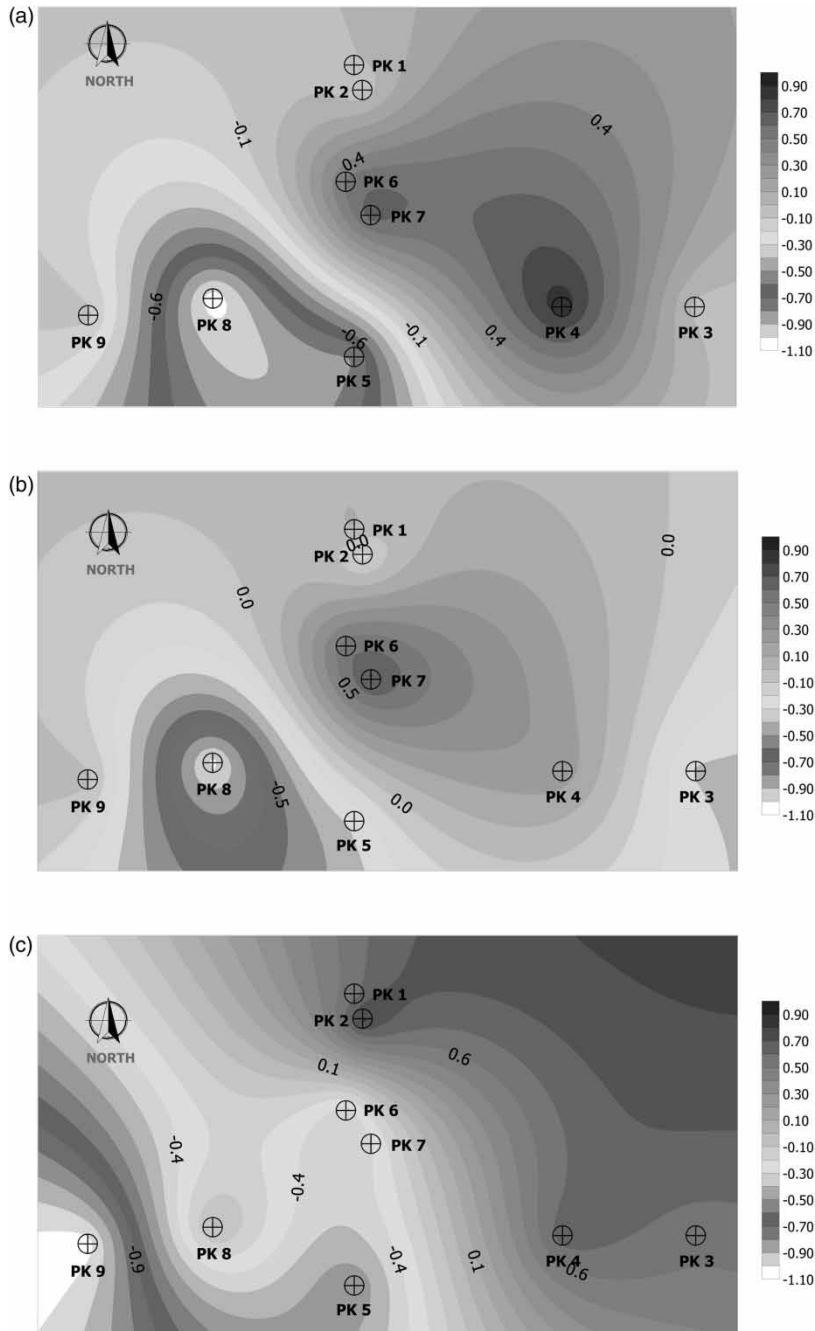 (a)
NORTH
PK 1
PK 2
-0.1
0.4
0.4
PK 6
PK 7
-0.6
PK 8
PK 9
-0.6
PK 5
-0.1
0.4
PK 4
PK 3
0.90
0.70
0.50
0.30
0.10
-0.10
-0.30
-0.50
-0.70
-0.90
-1.10
(b)
NORTH
PK 1
0.0
PK 2
0.0
0.0
PK 6
PK 7
0.5
PK 8
PK 9
-0.5
PK 5
0.0
PK 4
PK 3
0.90
0.70
0.50
0.30
0.10
-0.10
-0.30
-0.50
-0.70
-0.90
-1.10
(c)
NORTH
PK 1
PK 2
0.1
0.6
PK 6
PK 7
-0.4
-0.4
PK 8
PK 9
-0.9
PK 5
-0.4
0.1
PK 4
0.6
PK 3
0.90
0.70
0.50
0.30
0.10
-0.10
-0.30
-0.50
-0.70
-0.90
-1.10